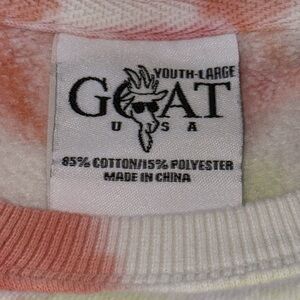 YOUTH-LARGE
GOAT
USA
85% COTTON/15% POLYESTER
MADE IN CHINA